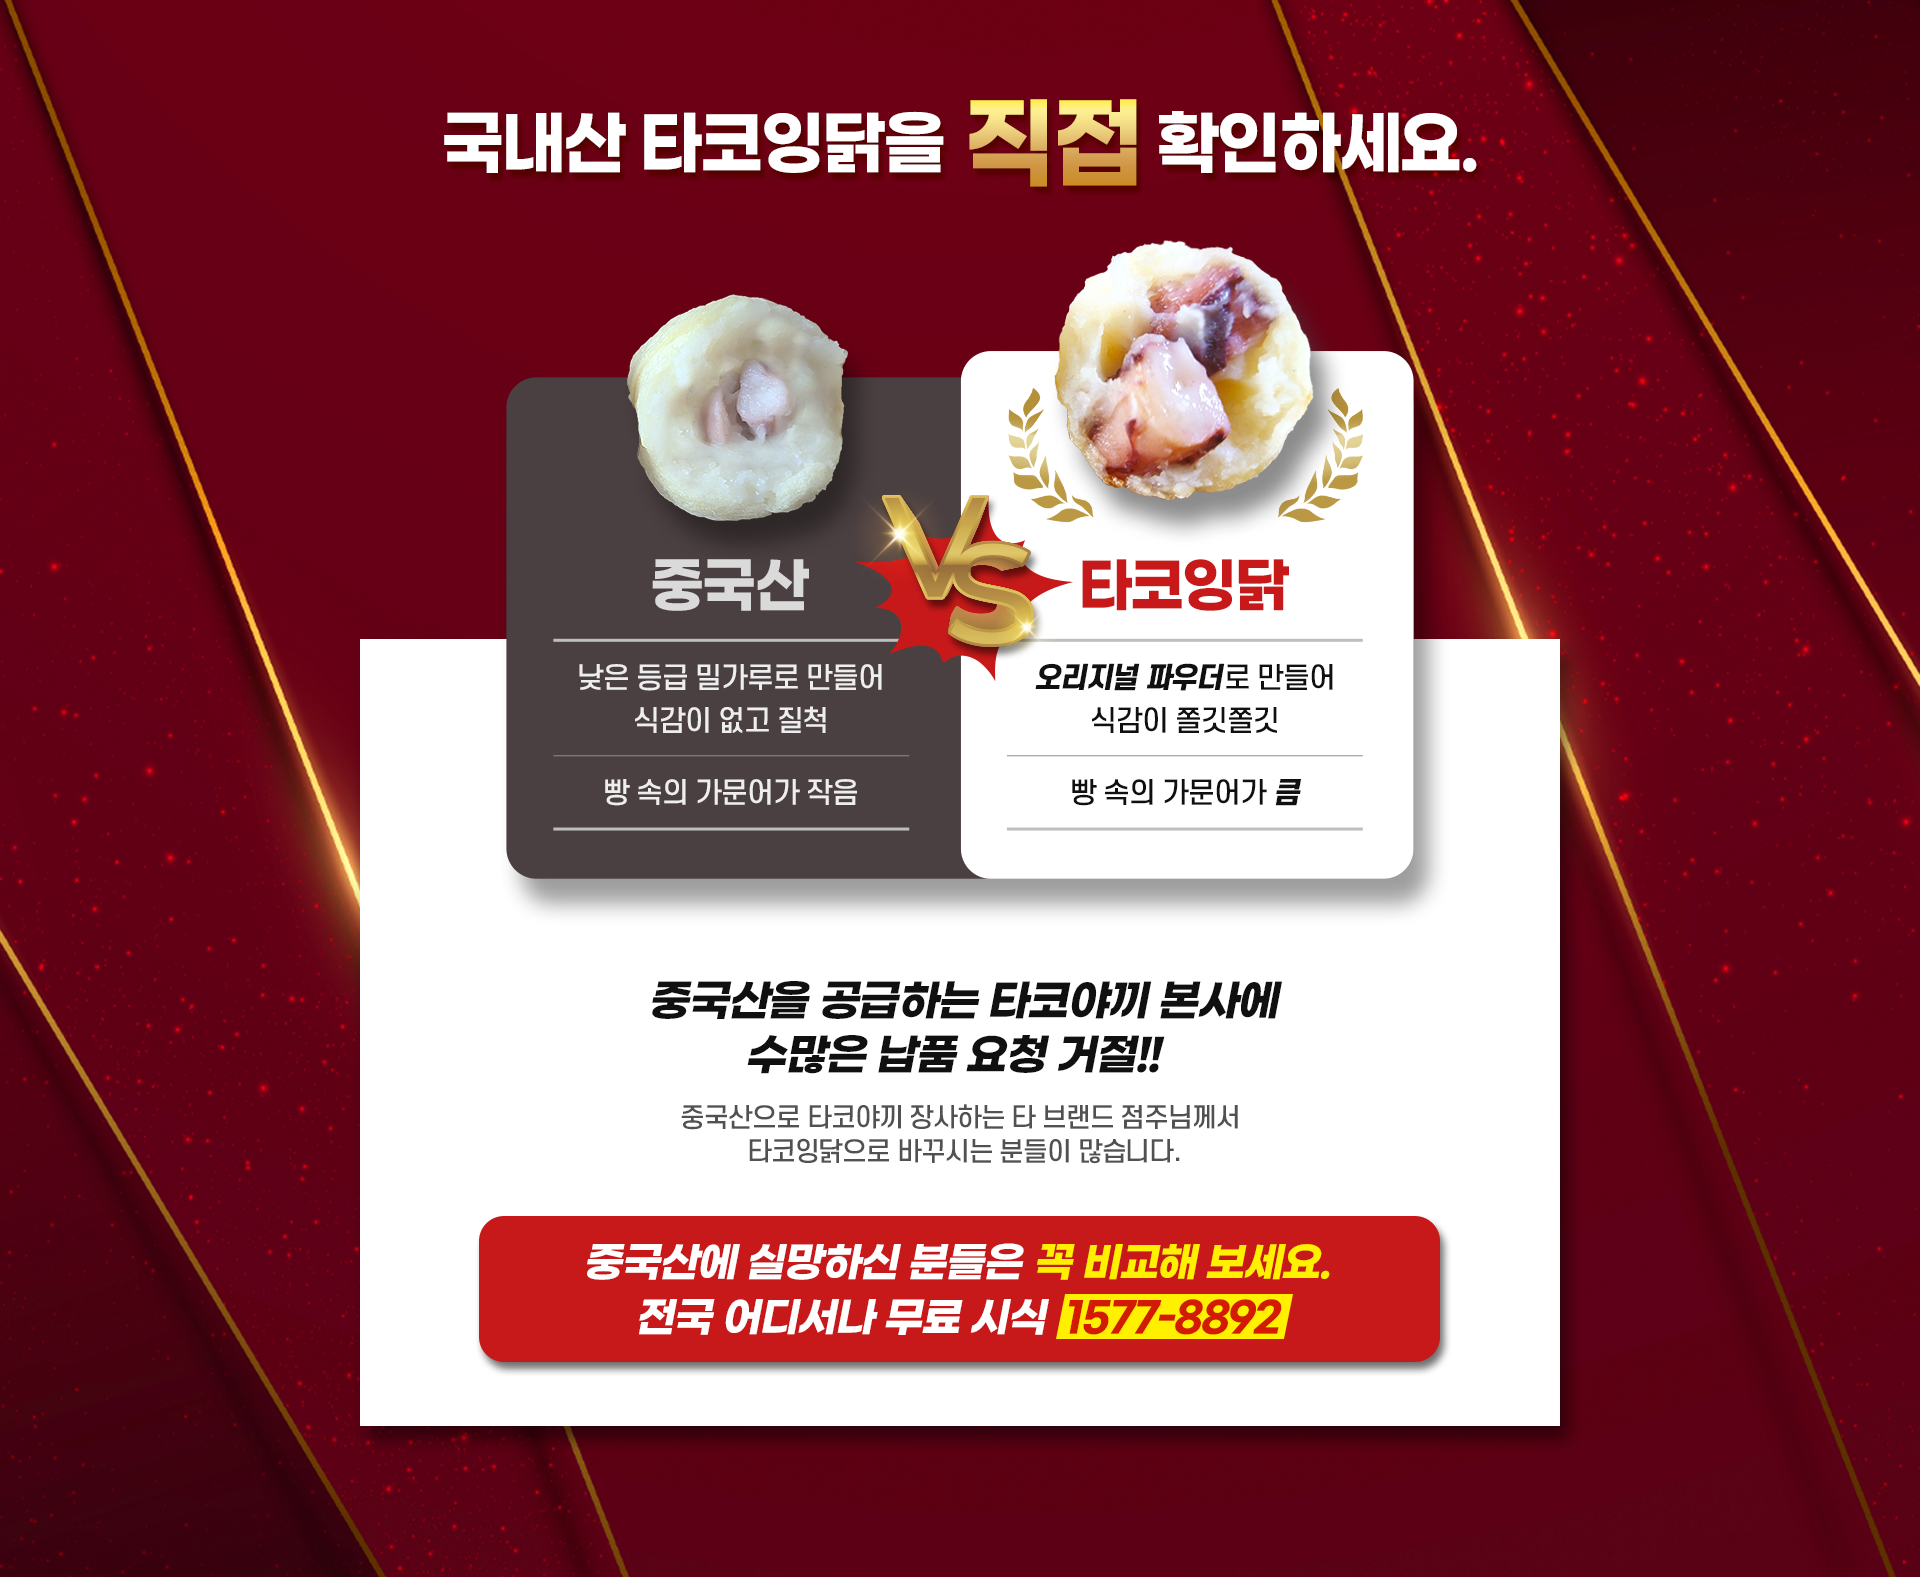 국내산 타코잉닭을 직접 확인하세요.
VS
중국산
낮은 등급 밀가루로 만들어
식감이 없고 질척
빵 속의 가문어가 작음
타코잉닭
오리지널 파우더로 만들어
식감이 쫄깃쫄깃
빵 속의 가문어가 큼
중국산을 공급하는 타코야끼 본사에
수많은 납품 요청 거절!!
중국산으로 타코야끼 장사하는 타 브랜드 점주님께서
타코잉닭으로 바꾸시는 분들이 많습니다.
중국산에 실망하신 분들은 꼭 비교해 보세요.
전국 어디서나 무료 시식 1577-8892